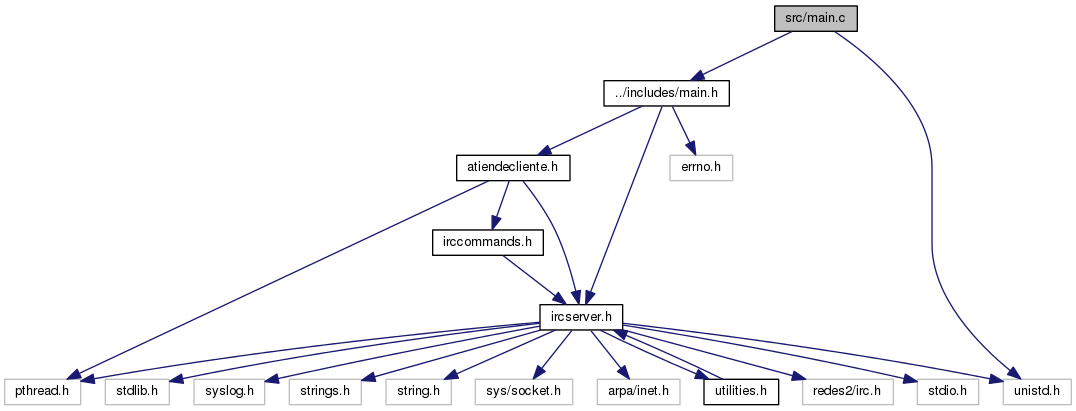 src/main.c
../includes/main.h
atiendecliente.h
errno.h
irccommands.h
ircserver.h
pthread.h
stdlib.h
syslog.h
strings.h
string.h
sys/socket.h
arpa/inet.h
utilities.h
redes2/irc.h
stdio.h
unistd.h